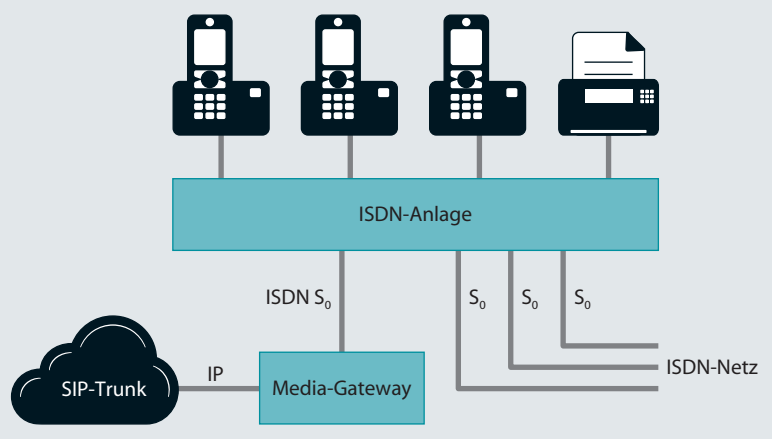 ISDN-Anlage
ISDN S₀
S₀
S₀
S₀
ISDN-Netz
IP
SIP-Trunk
Media-Gateway